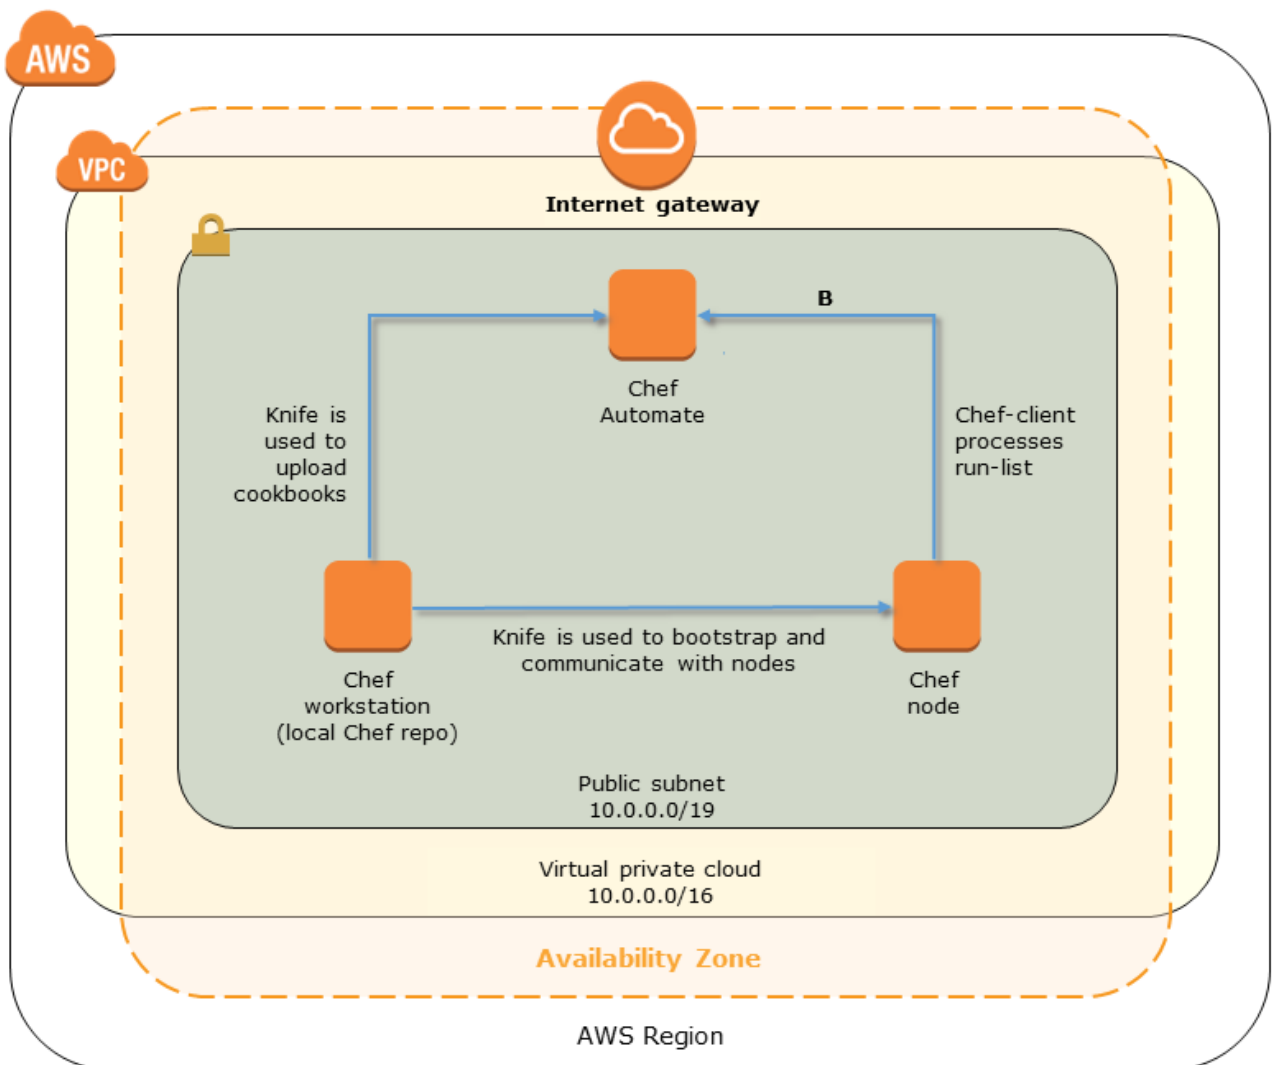 AWS
VPC
Internet gateway
B
Chef
Automate
Knife is
used to
upload
cookbooks
Chef-client
processes
run-list
Knife is used to bootstrap and
communicate with nodes
Chef
workstation
(local Chef repo)
Chef
node
Public subnet
10.0.0.0/19
Virtual private cloud
10.0.0.0/16
Availability Zone
AWS Region